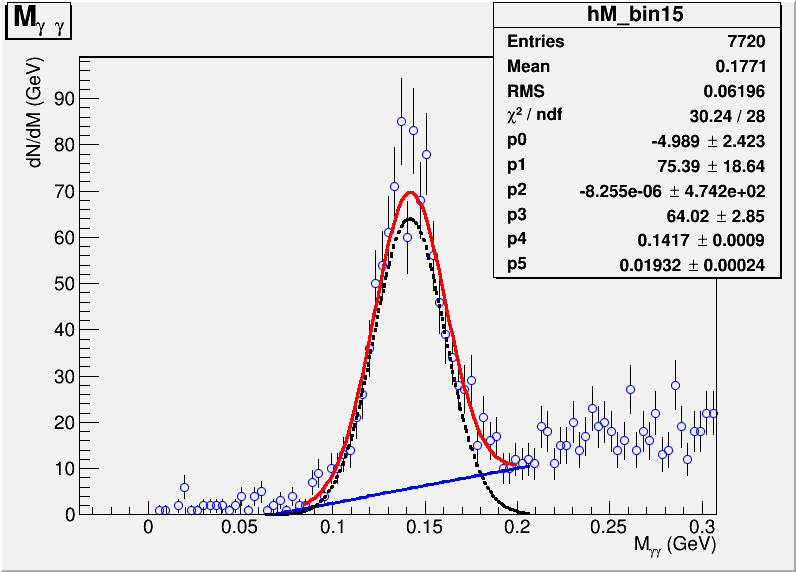 M γ γ
hM_bin15
Entries 7720
Mean 0.1771
RMS 0.06196
χ² / ndf 30.24 / 28
p0 -4.989 ± 2.423
p1 75.39 ± 18.64
p2 -8.255e-06 ± 4.742e+02
p3 64.02 ± 2.85
p4 0.1417 ± 0.0009
p5 0.01932 ± 0.00024
dN/dM (GeV)
90
80
70
60
50
40
30
20
10
0
0 0.05 0.1 0.15 0.2 0.25 0.3
M γγ (GeV)